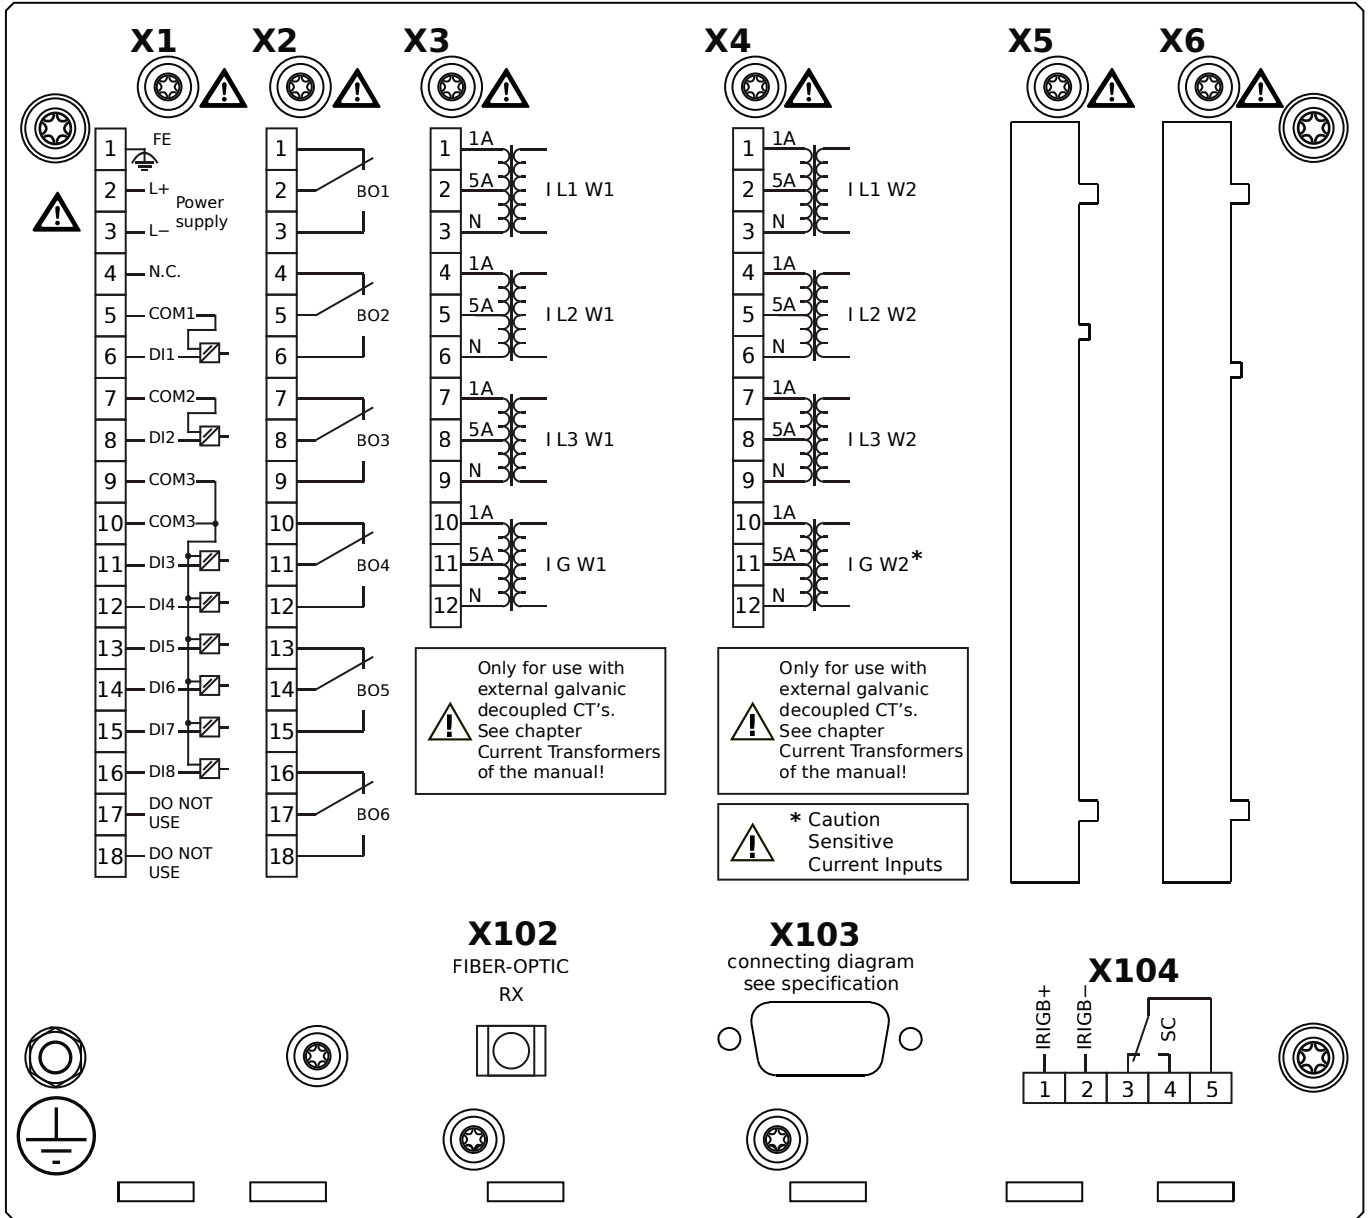 X1
X2
X3
X4
X5
X6
1 FE
2 L+
Power
supply
3 L−
4 N.C.
5 COM1
6 DI1
7 COM2
8 DI2
9 COM3
10 COM3
11 DI3
12 DI4
13 DI5
14 DI6
15 DI7
16 DI8
17 DO NOT
USE
18 DO NOT
USE
1
2 BO1
3
4
5 BO2
6
7
8 BO3
9
10
11 BO4
12
13
14 BO5
15
16
17 BO6
18
1 1A
2 5A I L1 W1
3 N
4 1A
5 5A I L2 W1
6 N
7 1A
8 5A I L3 W1
9 N
10 1A
11 5A I G W1
12 N
Only for use with
external galvanic
decoupled CT's.
See chapter
Current Transformers
of the manual!
1 1A
2 5A I L1 W2
3 N
4 1A
5 5A I L2 W2
6 N
7 1A
8 5A I L3 W2
9 N
10 1A
11 5A I G W2*
12 N
Only for use with
external galvanic
decoupled CT's.
See chapter
Current Transformers
of the manual!
* Caution
Sensitive
Current Inputs
X102
FIBER-OPTIC
RX
X103
connecting diagram
see specification
X104
IRIGB+
IRIGB−
SC
1 2 3 4 5